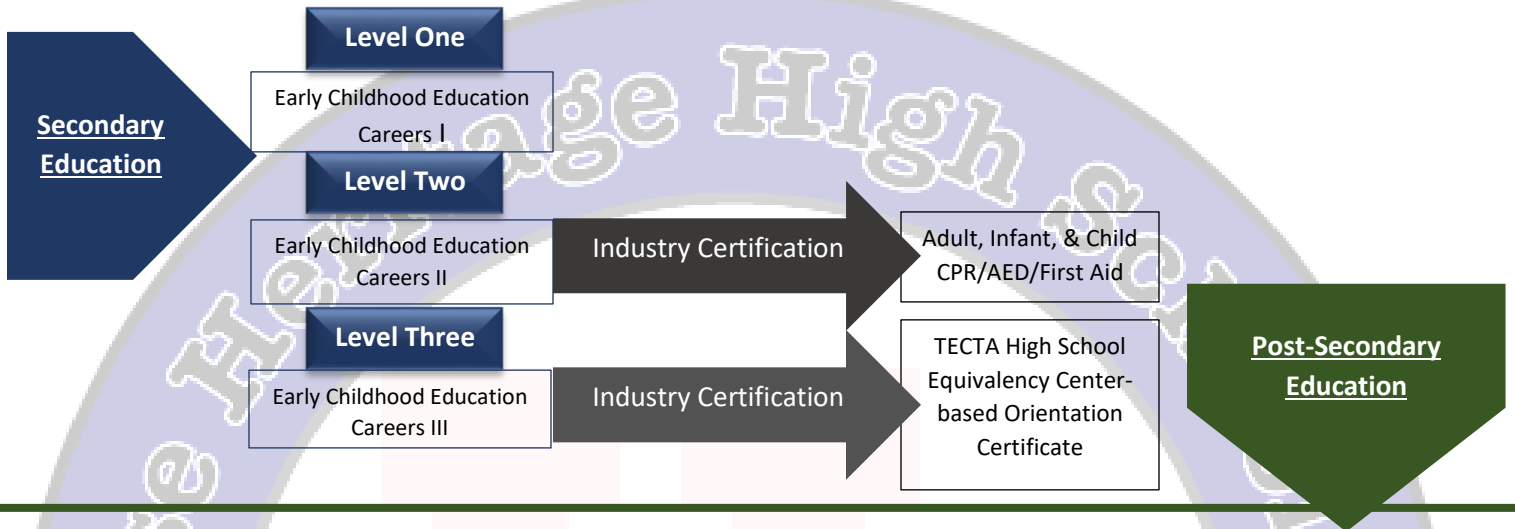 Level One
Early Childhood Education
Careers I
Secondary
Education
Level Two
Early Childhood Education
Careers II
Industry Certification
Adult, Infant, & Child
CPR/AED/First Aid
Level Three
Early Childhood Education
Careers III
Industry Certification
TECTA High School
Equivalency Center-
based Orientation
Certificate
Post-Secondary
Education
Heritage High